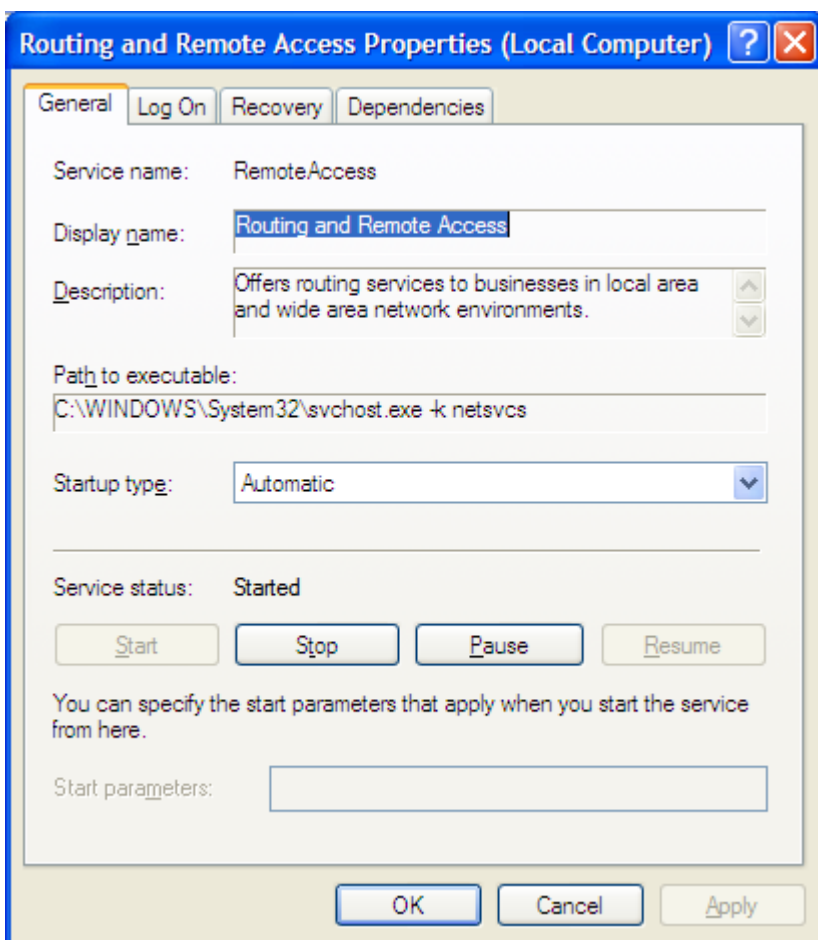 Routing and Remote Access Properties (Local Computer)
General Log On Recovery Dependencies
Service name: RemoteAccess
Display name: Routing and Remote Access
Description: Offers routing services to businesses in local area
and wide area network environments.
Path to executable:
C:\WINDOWS\System32\svchost.exe -k netsvcs
Startup type: Automatic
Service status: Started
Start Stop Pause Resume
You can specify the start parameters that apply when you start the service
from here.
Start parameters:
OK Cancel Apply